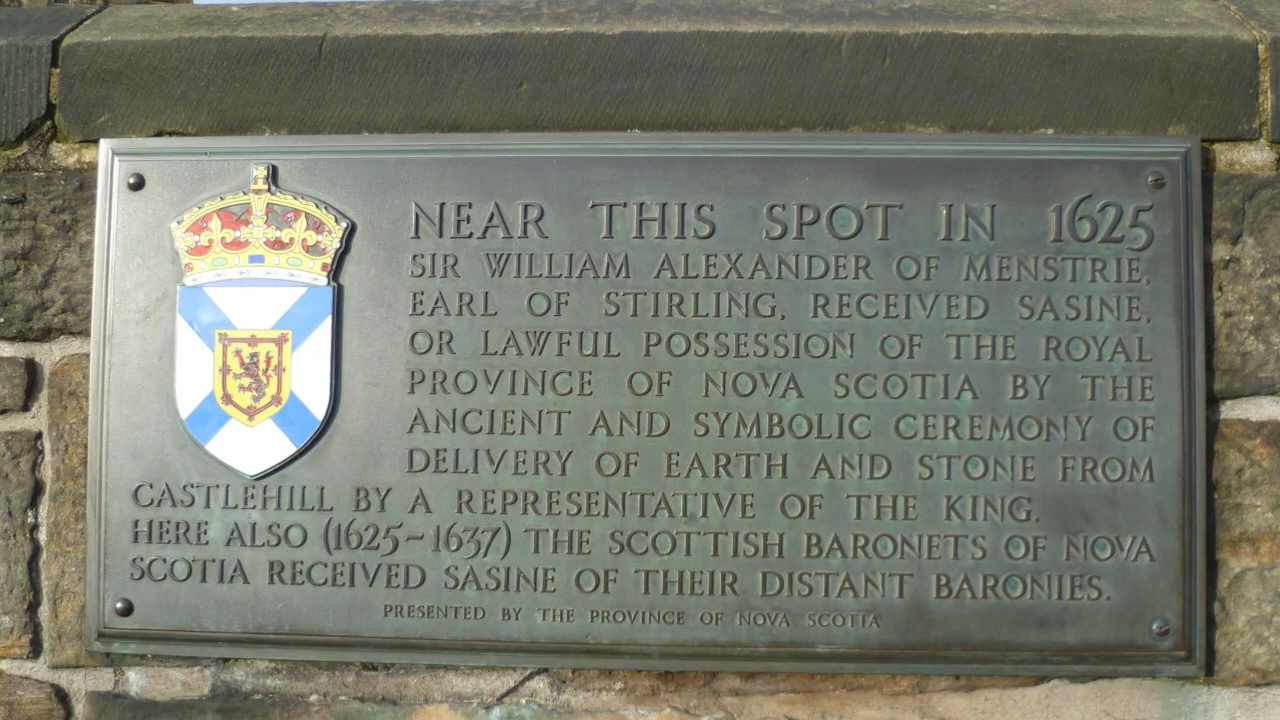 NEAR THIS SPOT IN 1625
SIR WILLIAM ALEXANDER OF MENSTRIE,
EARL OF STIRLING, RECEIVED SASINE,
OR LAWFUL POSSESSION OF THE ROYAL
PROVINCE OF NOVA SCOTIA BY THE
ANCIENT AND SYMBOLIC CEREMONY OF
DELIVERY OF EARTH AND STONE FROM
CASTLEHILL BY A REPRESENTATIVE OF THE KING.
HERE ALSO (1625-1637) THE SCOTTISH BARONETS OF NOVA
SCOTIA RECEIVED SASINE OF THEIR DISTANT BARONIES.
PRESENTED BY THE PROVINCE OF NOVA SCOTIA